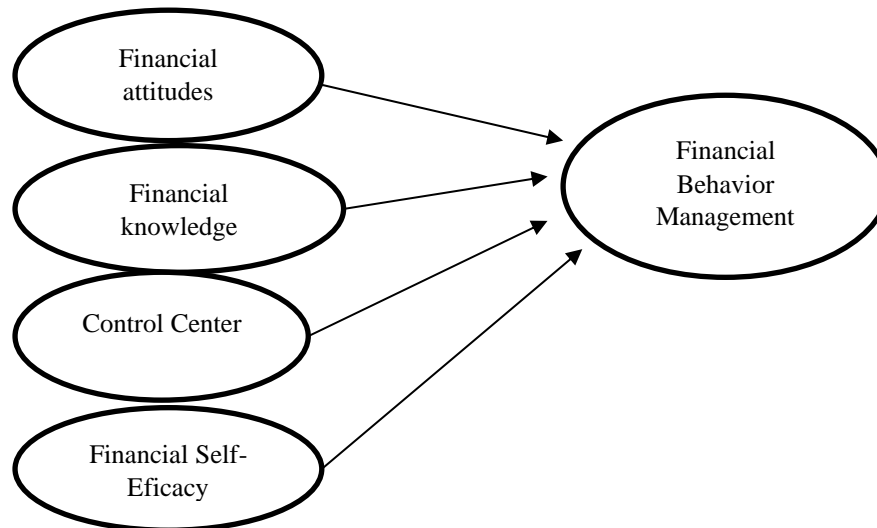 Financial
attitudes
Financial
knowledge
Control Center
Financial Self-
Eficacy
Financial
Behavior
Management